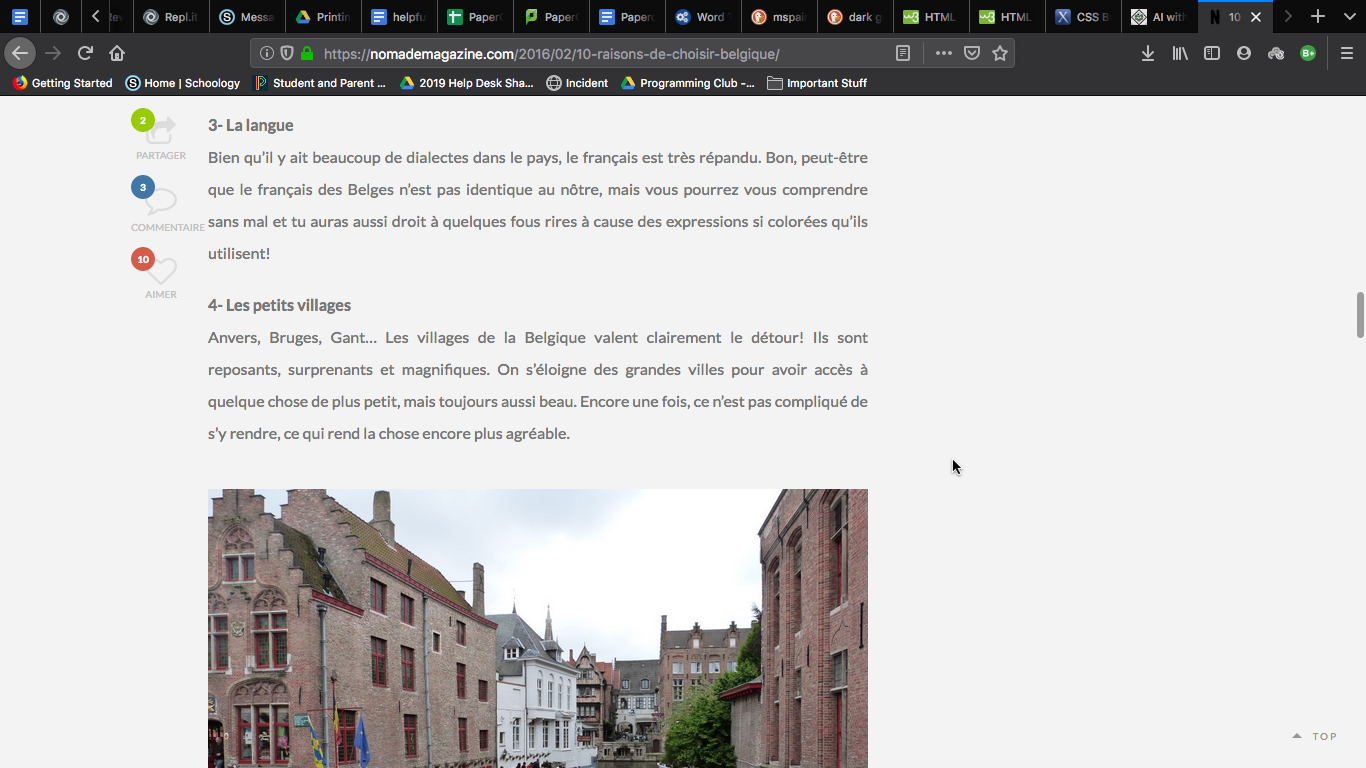 Rev
Repl.it
Messa
Printin
helpfu
Paper
Paper
Paperc
Word
mspai
dark g
HTML
HTML
CSS B
AI with
10
https://nomademagazine.com/2016/02/10-raisons-de-choisir-belgique/
Getting Started
Home | Schoology
Student and Parent ...
2019 Help Desk Sha...
Incident
Programming Club -...
Important Stuff
2
PARTAGER
3
COMMENTAIRE
10
AIMER
3- La langue
Bien qu’il y ait beaucoup de dialectes dans le pays, le français est très répandu. Bon, peut-être
que le français des Belges n’est pas identique au nôtre, mais vous pourrez vous comprendre
sans mal et tu auras aussi droit à quelques fous rires à cause des expressions si colorées qu’ils
utilisent!
4- Les petits villages
Anvers, Bruges, Gant… Les villages de la Belgique valent clairement le détour! Ils sont
reposants, surprenants et magnifiques. On s’éloigne des grandes villes pour avoir accès à
quelque chose de plus petit, mais toujours aussi beau. Encore une fois, ce n’est pas compliqué de
s’y rendre, ce qui rend la chose encore plus agréable.
TOP